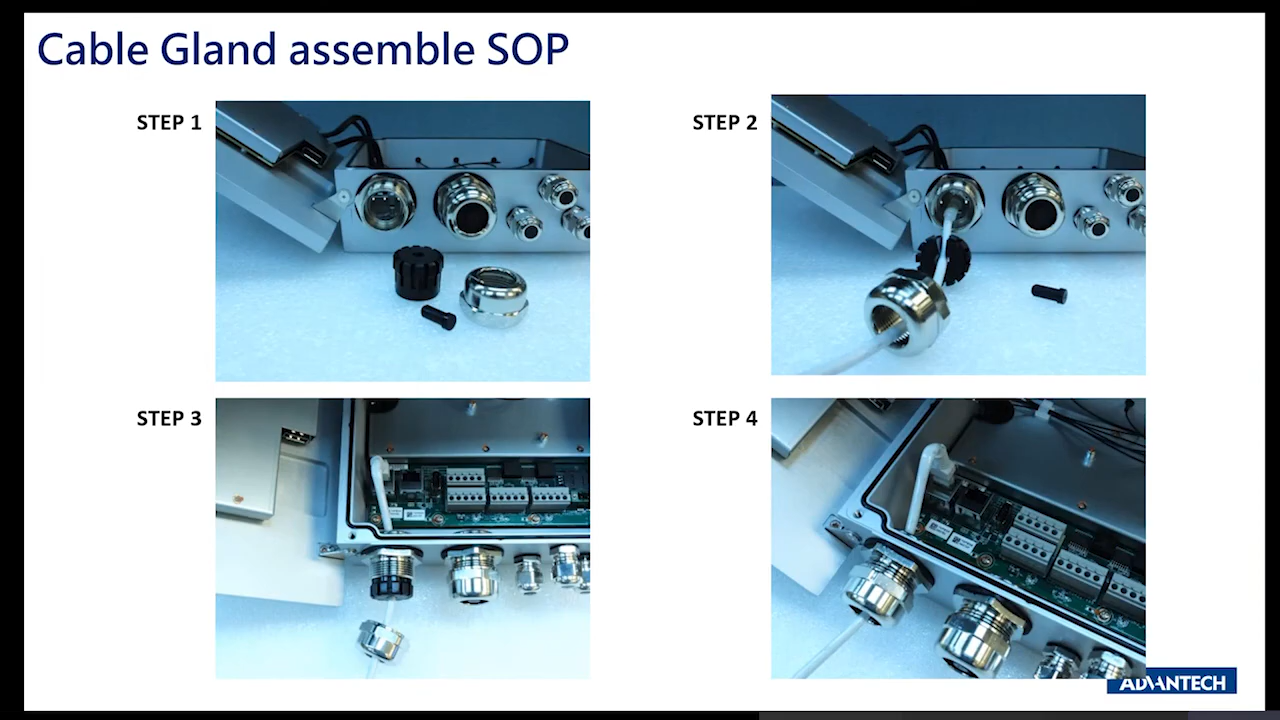 Cable Gland assemble SOP
STEP 1
STEP 2
STEP 3
STEP 4
ADVANTECH